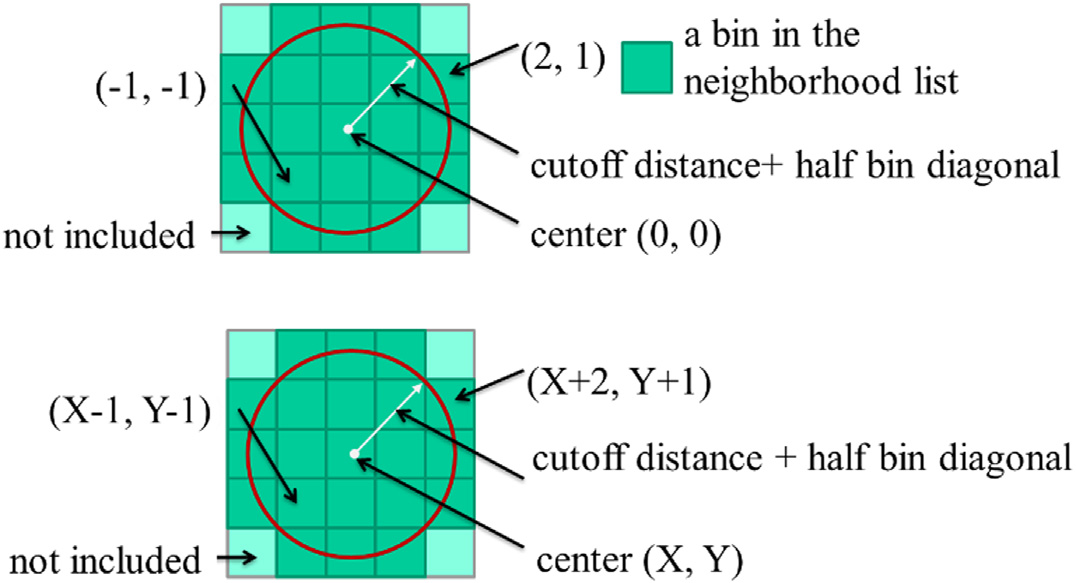 (-1, -1)
(2, 1)
a bin in the
neighborhood list
cutoff distance+ half bin diagonal
not included
center (0, 0)
(X-1, Y-1)
(X+2, Y+1)
cutoff distance + half bin diagonal
not included
center (X, Y)